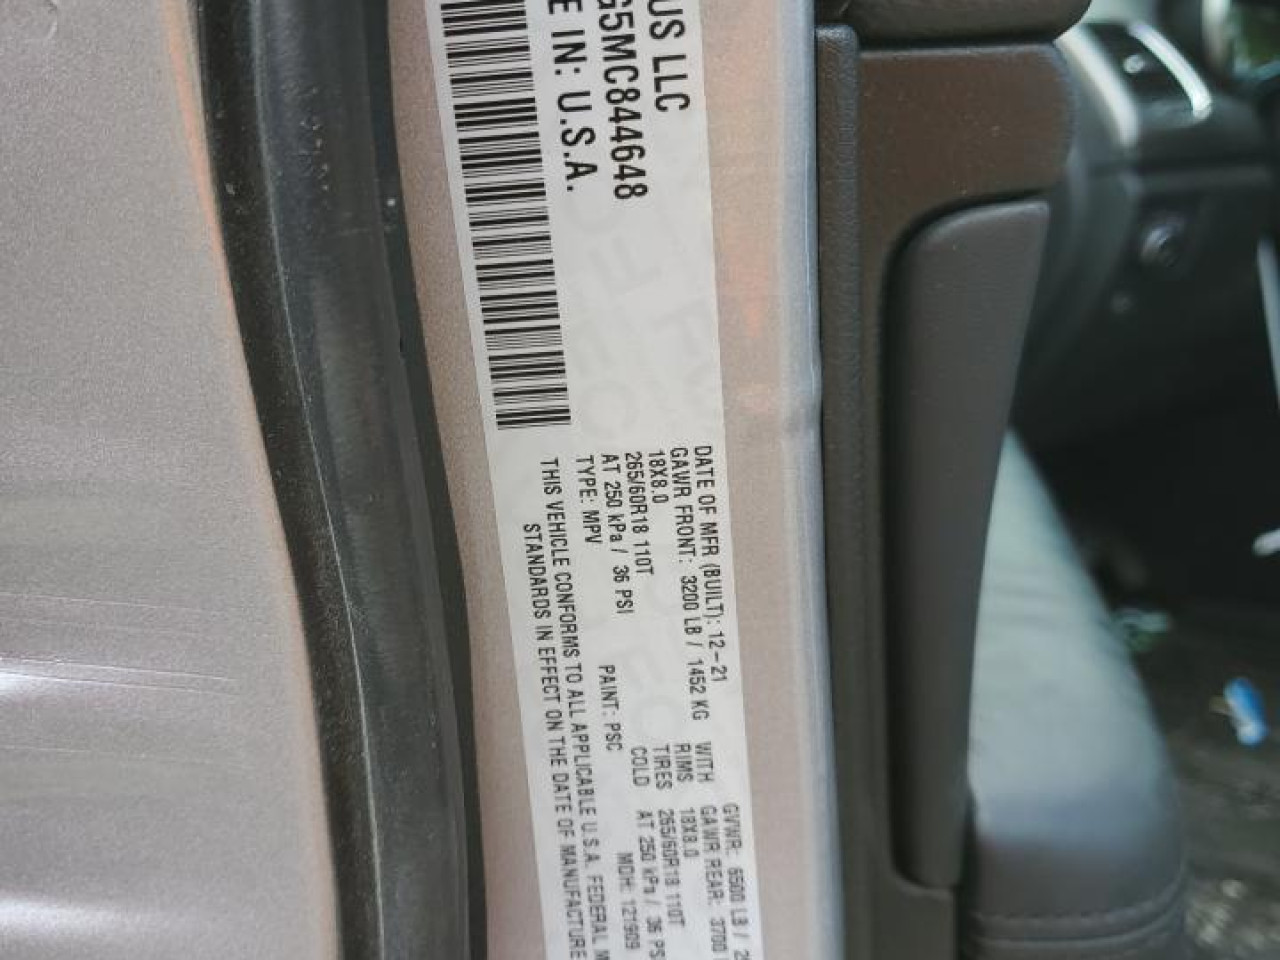 US LLC
DATE OF MFR (BUILT): 12-21
GVWR: 6500 LB /
GAWR FRONT: 3200 LB / 1452 KG WITH GAWR REAR: 3700
18X8.0 RIMS 18X8.0
265/60R18 110T TIRES 265/60R18 110T
AT 250 kPa / 36 PSI COLD AT 250 kPa / 36 PS
TYPE: MPV PAINT: PSC MDH: 121909
G5MC844648
E IN: U.S.A.
THIS VEHICLE CONFORMS TO ALL APPLICABLE U.S.A. FEDERAL M
STANDARDS IN EFFECT ON THE DATE OF MANUFACTURE